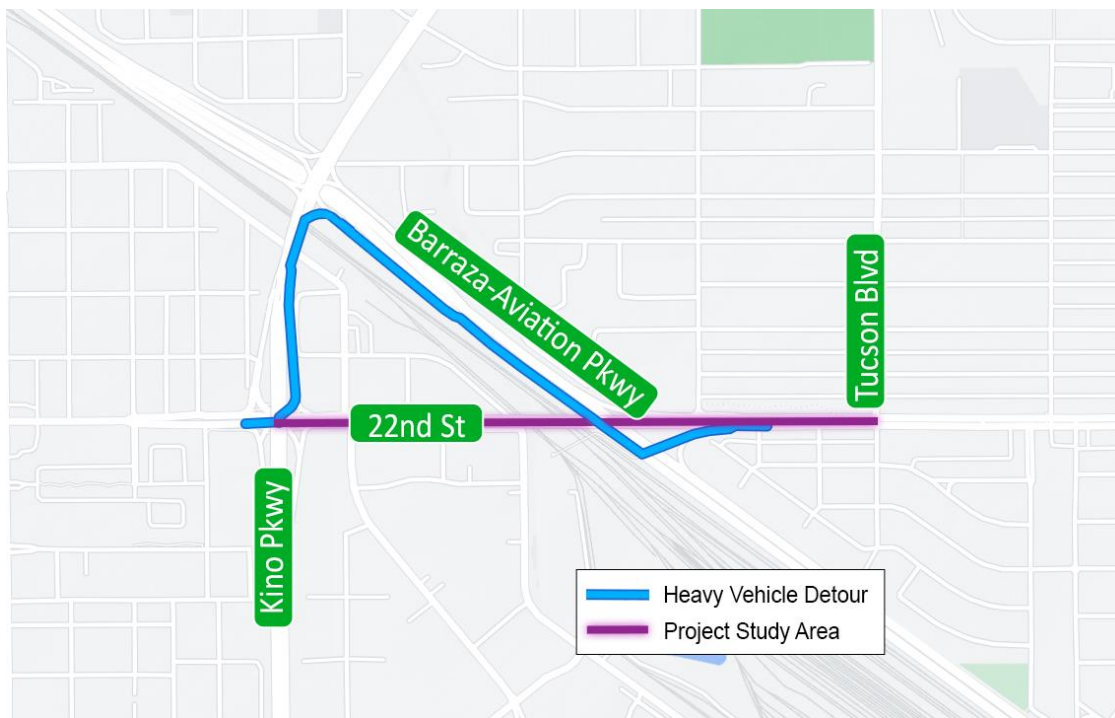 Barraza-Aviation Pkwy
Tucson Blvd
22nd St
Kino Pkwy
Heavy Vehicle Detour
Project Study Area